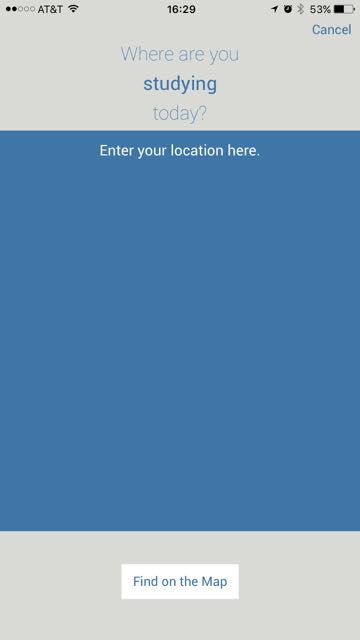 AT&T 16:29 53%
Cancel
Where are you
studying
today?
Enter your location here.
Find on the Map